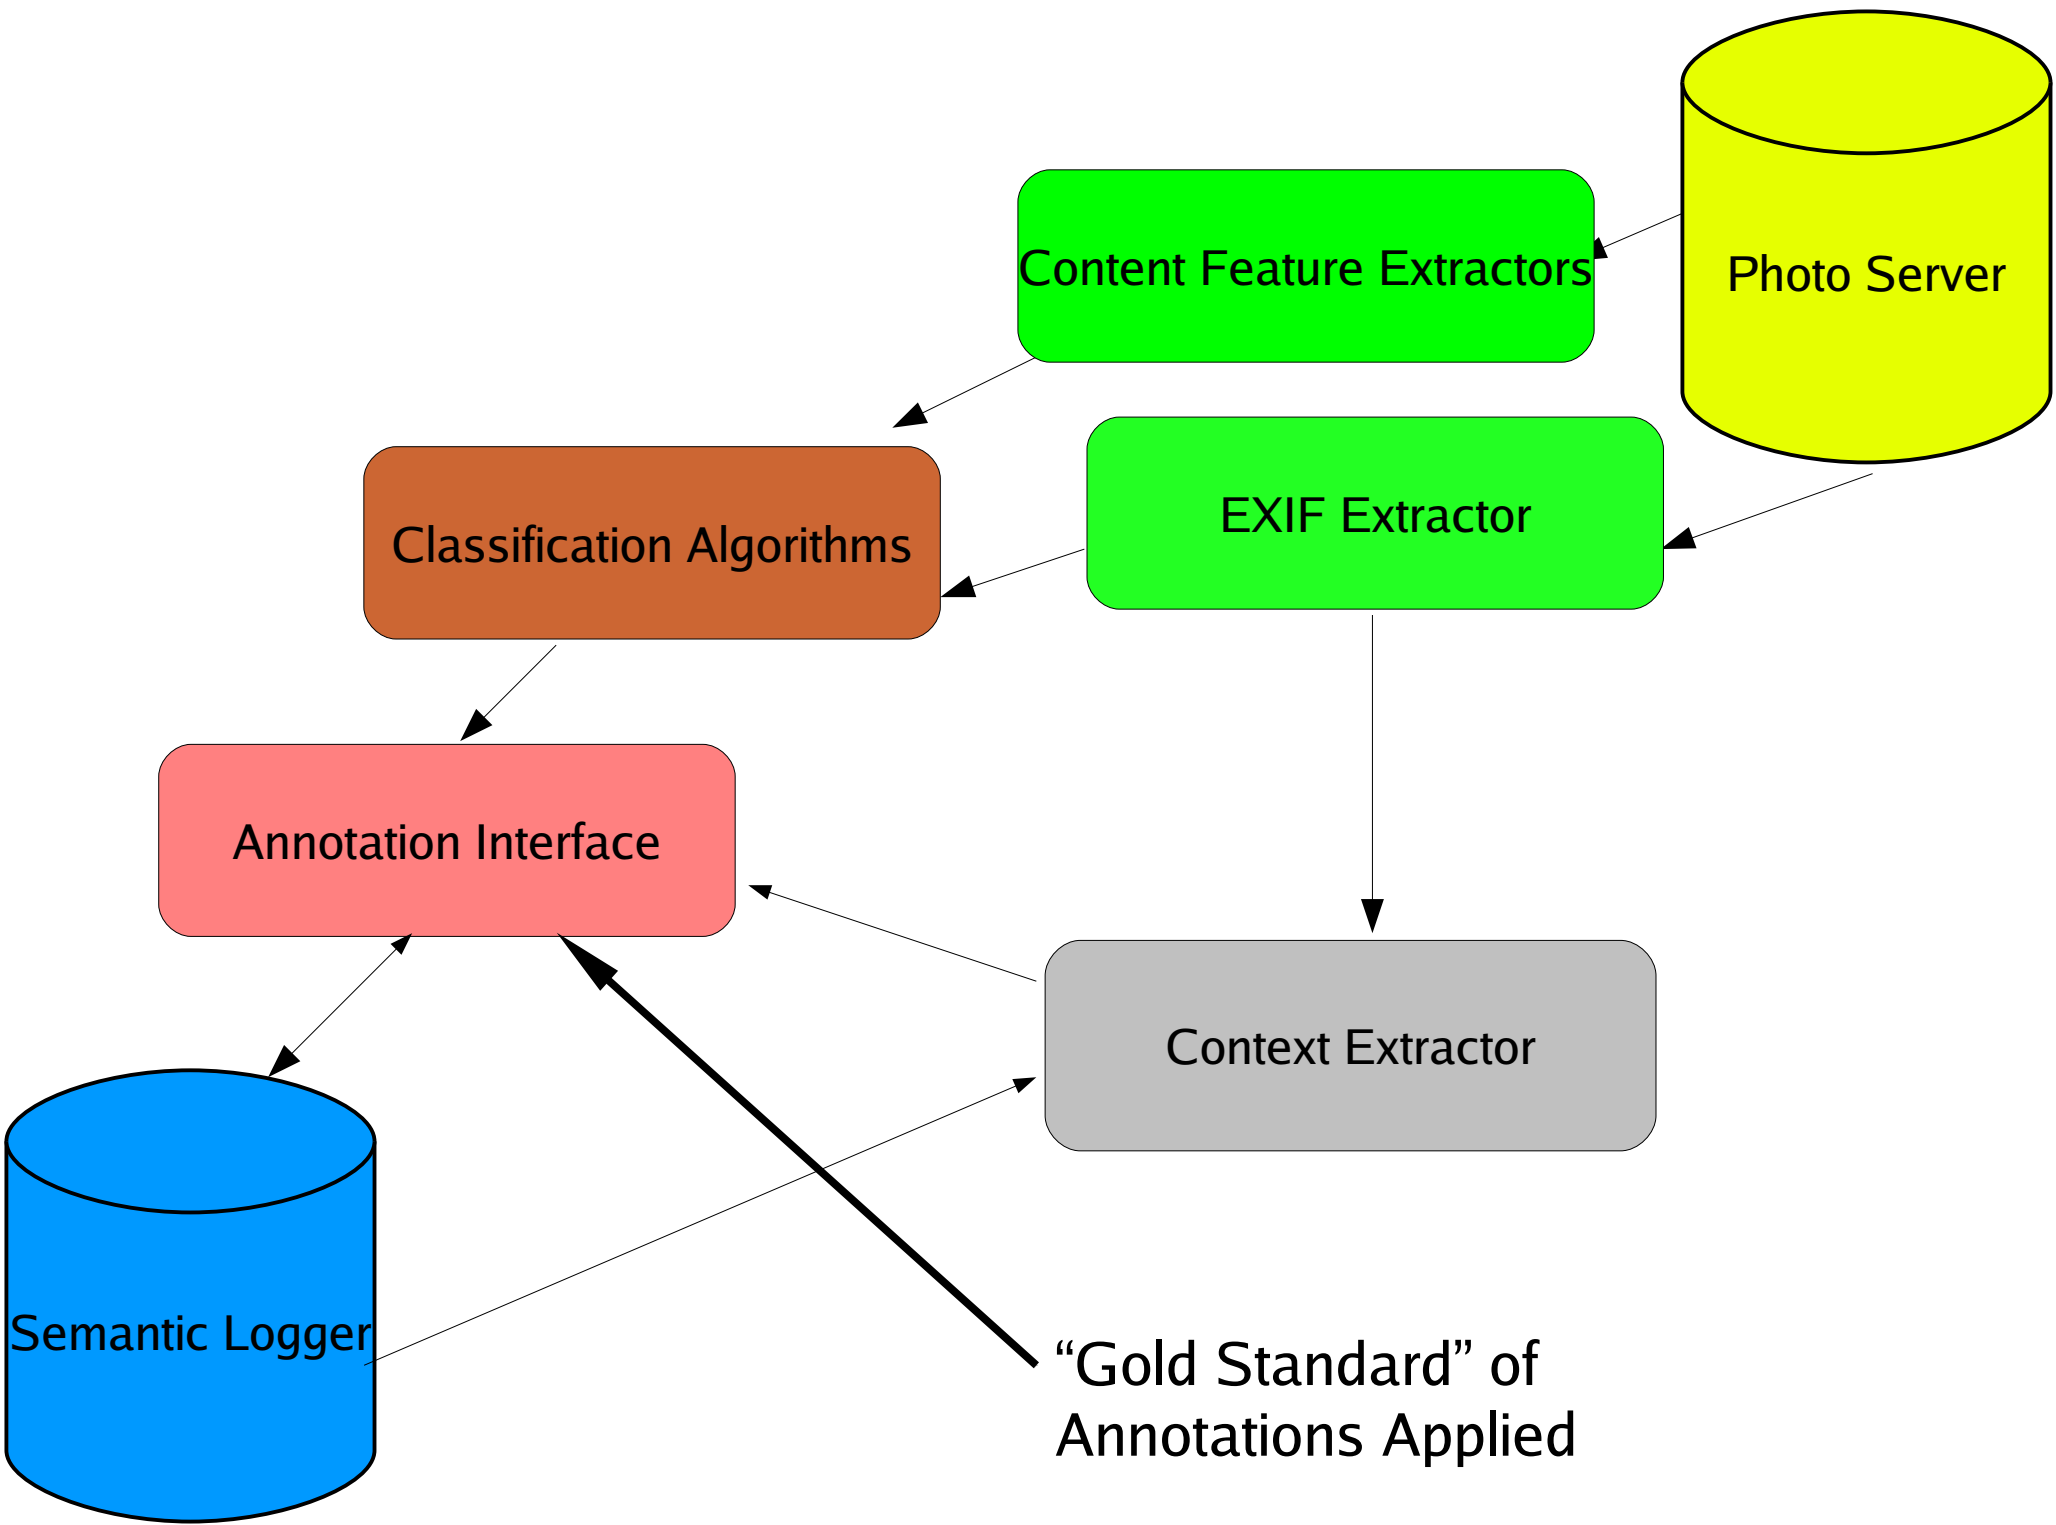 Content Feature Extractors
Photo Server
EXIF Extractor
Classification Algorithms
Annotation Interface
Context Extractor
Semantic Logger
“Gold Standard” of
Annotations Applied